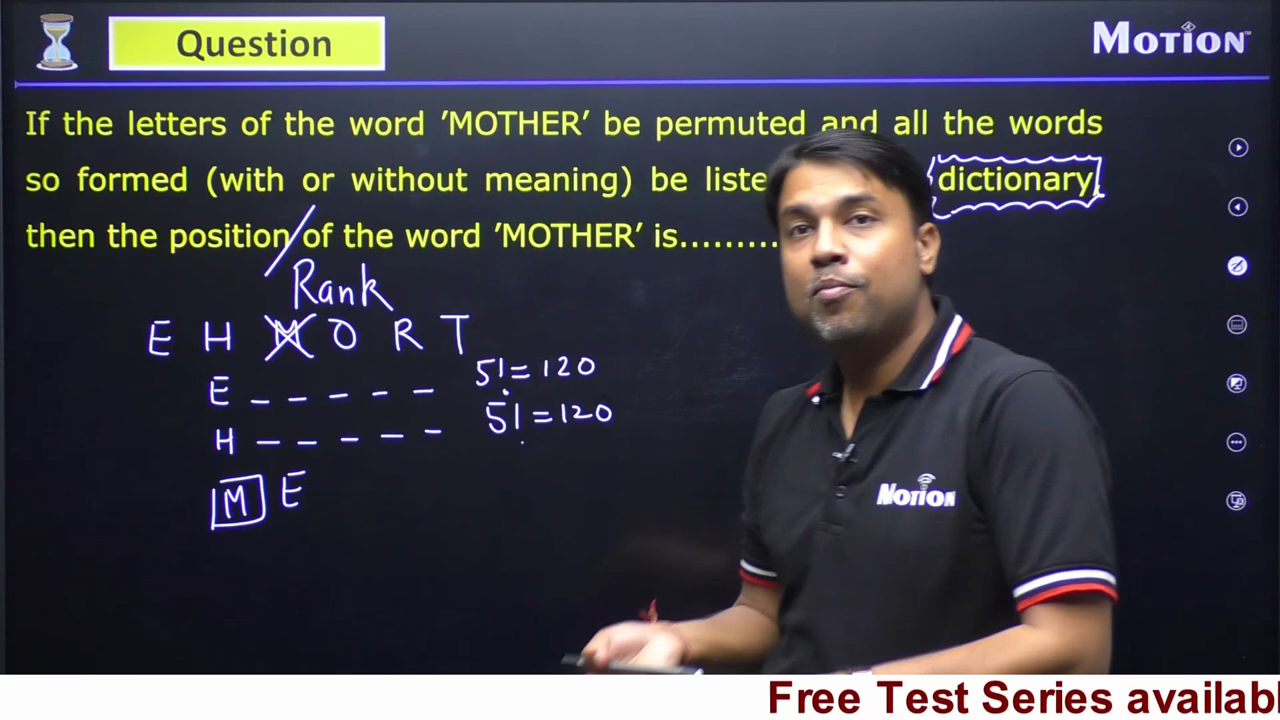 Question
MOTION
If the letters of the word 'MOTHER' be permuted and all the words
so formed (with or without meaning) be liste dictionary,
then the position of the word 'MOTHER' is.........
Rank
E H M O R T
E _ _ _ _ _ 5! = 120
H _ _ _ _ _ 5! = 120
M E
MOTION
Free Test Series availabl